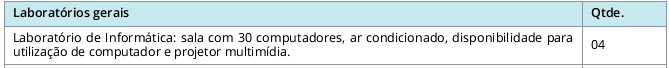 Laboratórios gerais Qtde.
Laboratório de Informática: sala com 30 computadores, ar condicionado, disponibilidade para
utilização de computador e projetor multimídia.
04